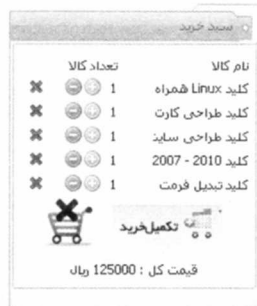 سبد خرید
نام کالا تعداد کالا
کلید Linux همراه 1
کلید طراحی کارت 1
کلید طراحی سایت 1
کلید 2010 - 2007 1
کلید تبدیل فرمت 1
تکمیل خرید
قیمت کل : 125000 ریال